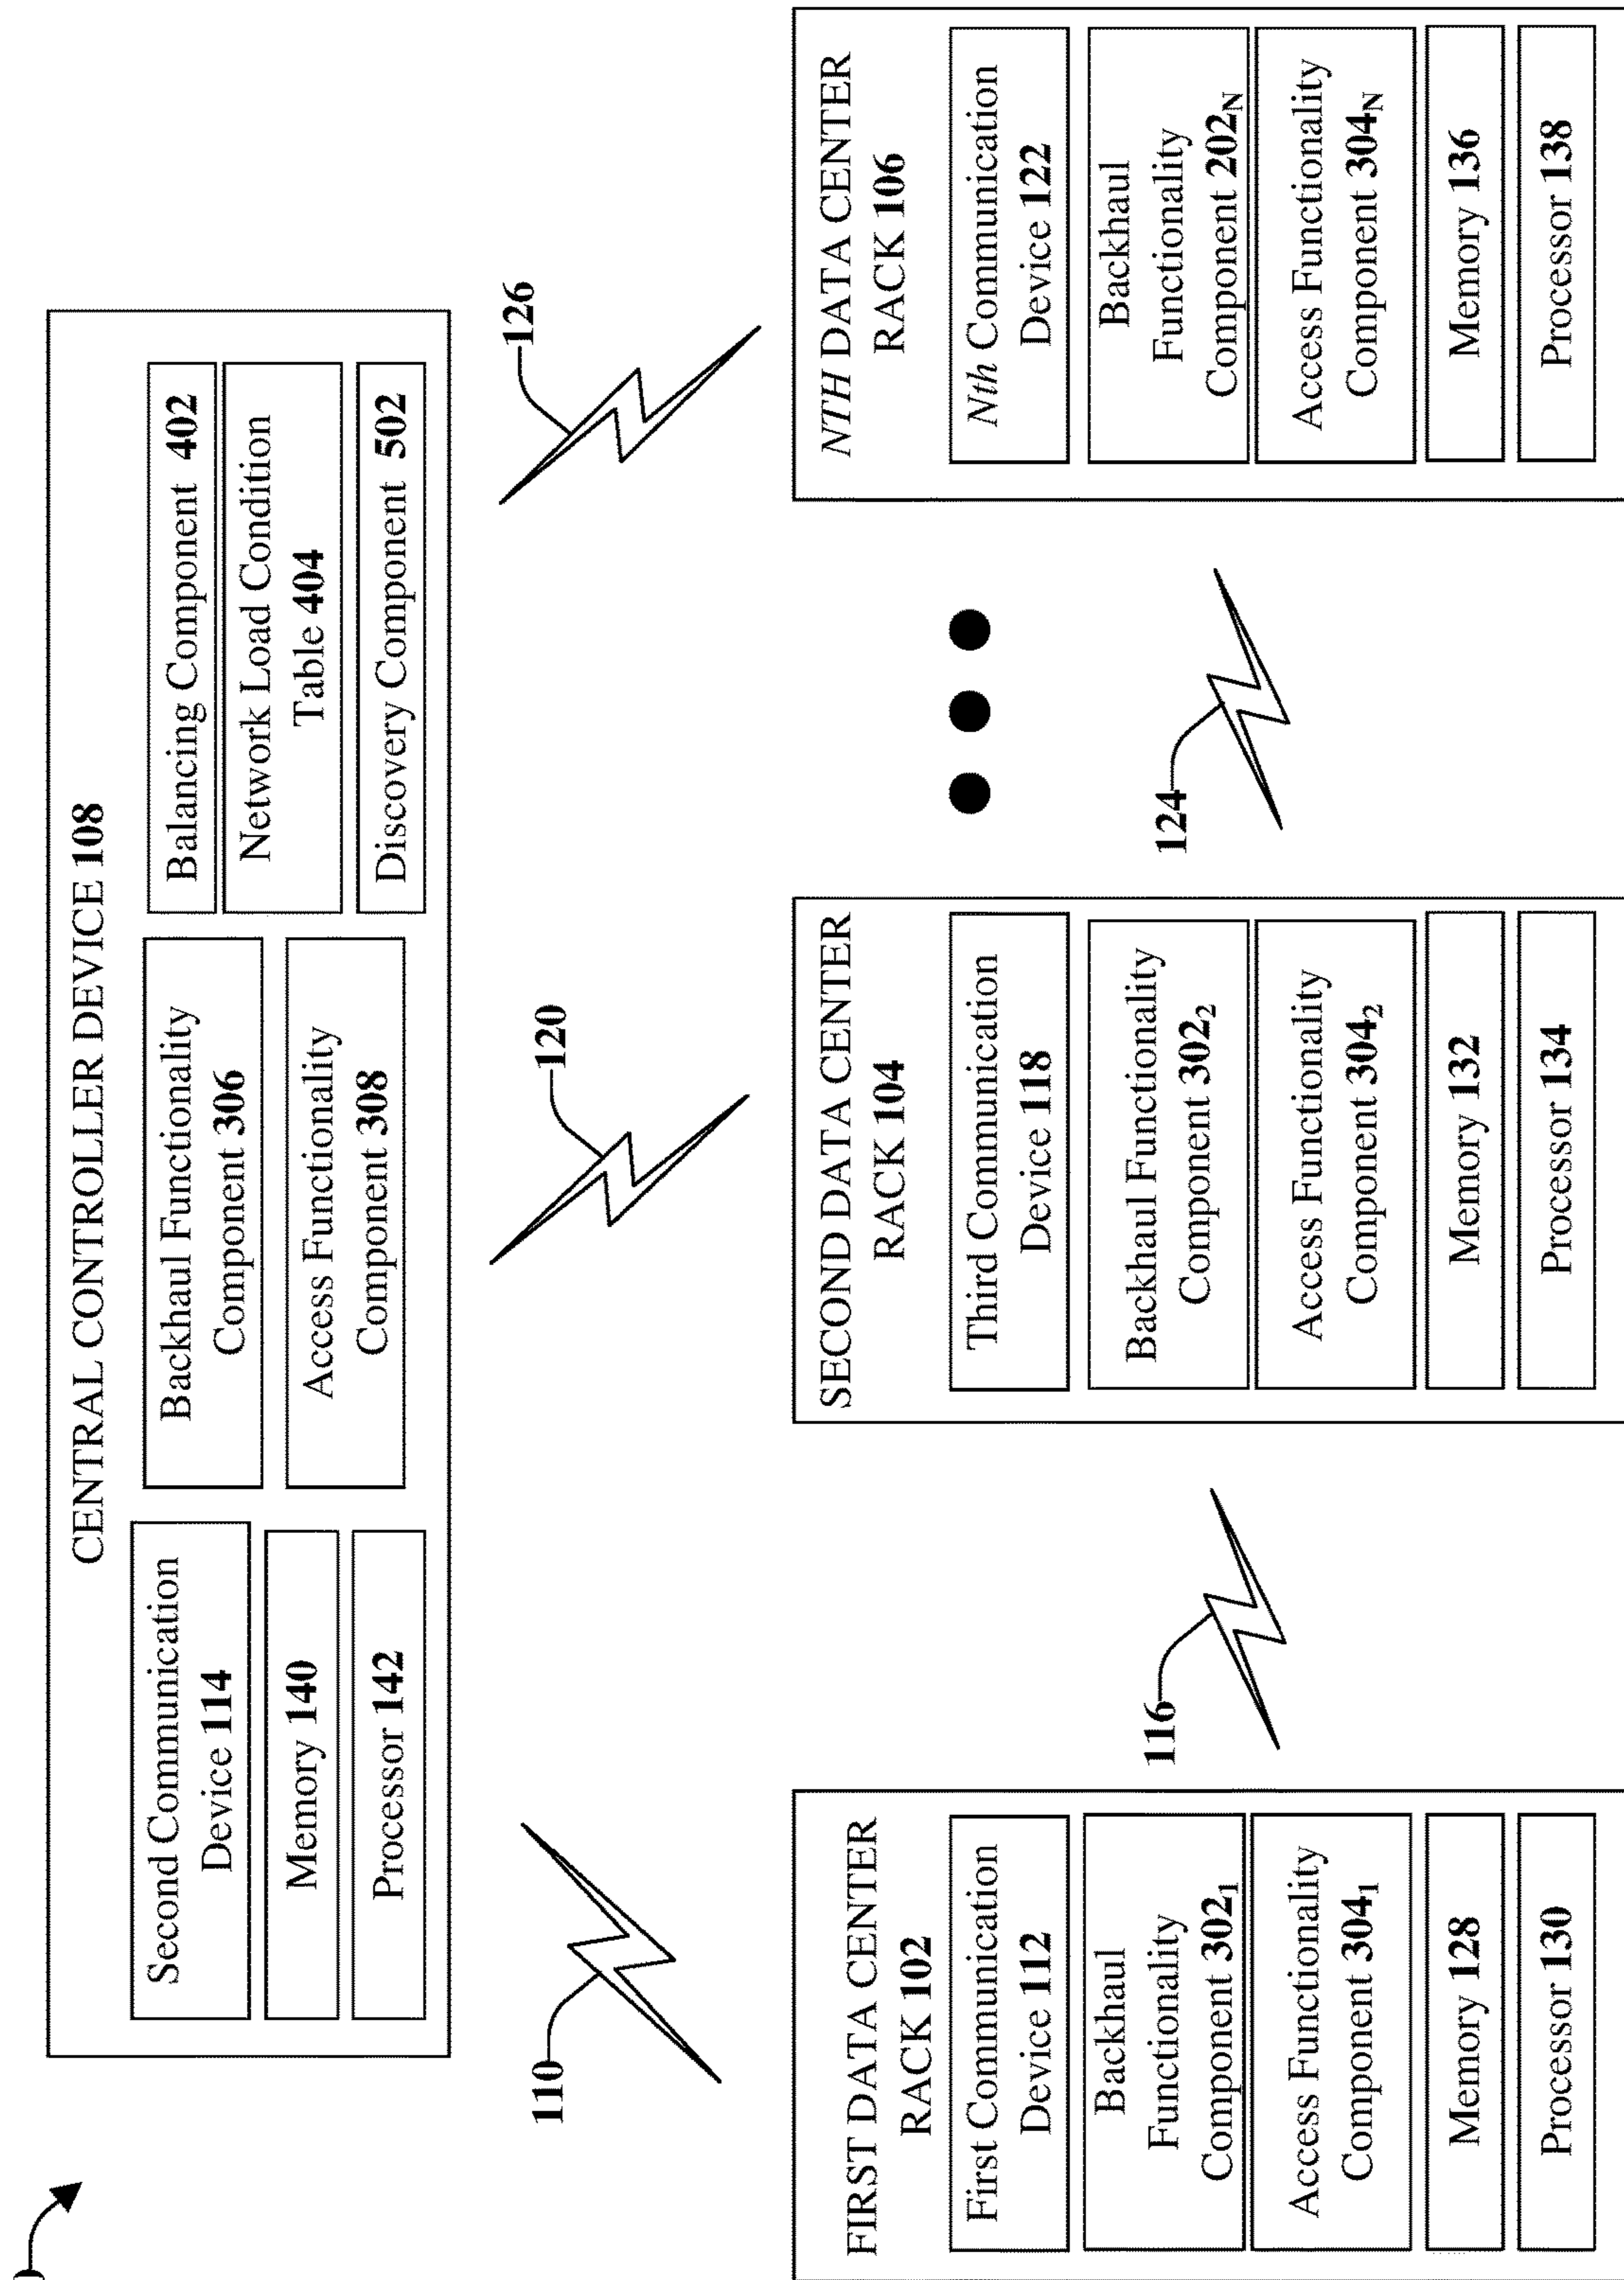 CENTRAL CONTROLLER DEVICE 108
Second Communication
Device 114
Memory 140
Processor 142
Backhaul Functionality
Component 306
Access Functionality
Component 308
Balancing Component 402
Network Load Condition
Table 404
Discovery Component 502
110
120
126
FIRST DATA CENTER
RACK 102
First Communication
Device 112
Backhaul
Functionality
Component 302₁
Access Functionality
Component 304₁
Memory 128
Processor 130
116
SECOND DATA CENTER
RACK 104
Third Communication
Device 118
Backhaul Functionality
Component 302₂
Access Functionality
Component 304₂
Memory 132
Processor 134
124
NTH DATA CENTER
RACK 106
Nth Communication
Device 122
Backhaul
Functionality
Component 202N
Access Functionality
Component 304N
Memory 136
Processor 138